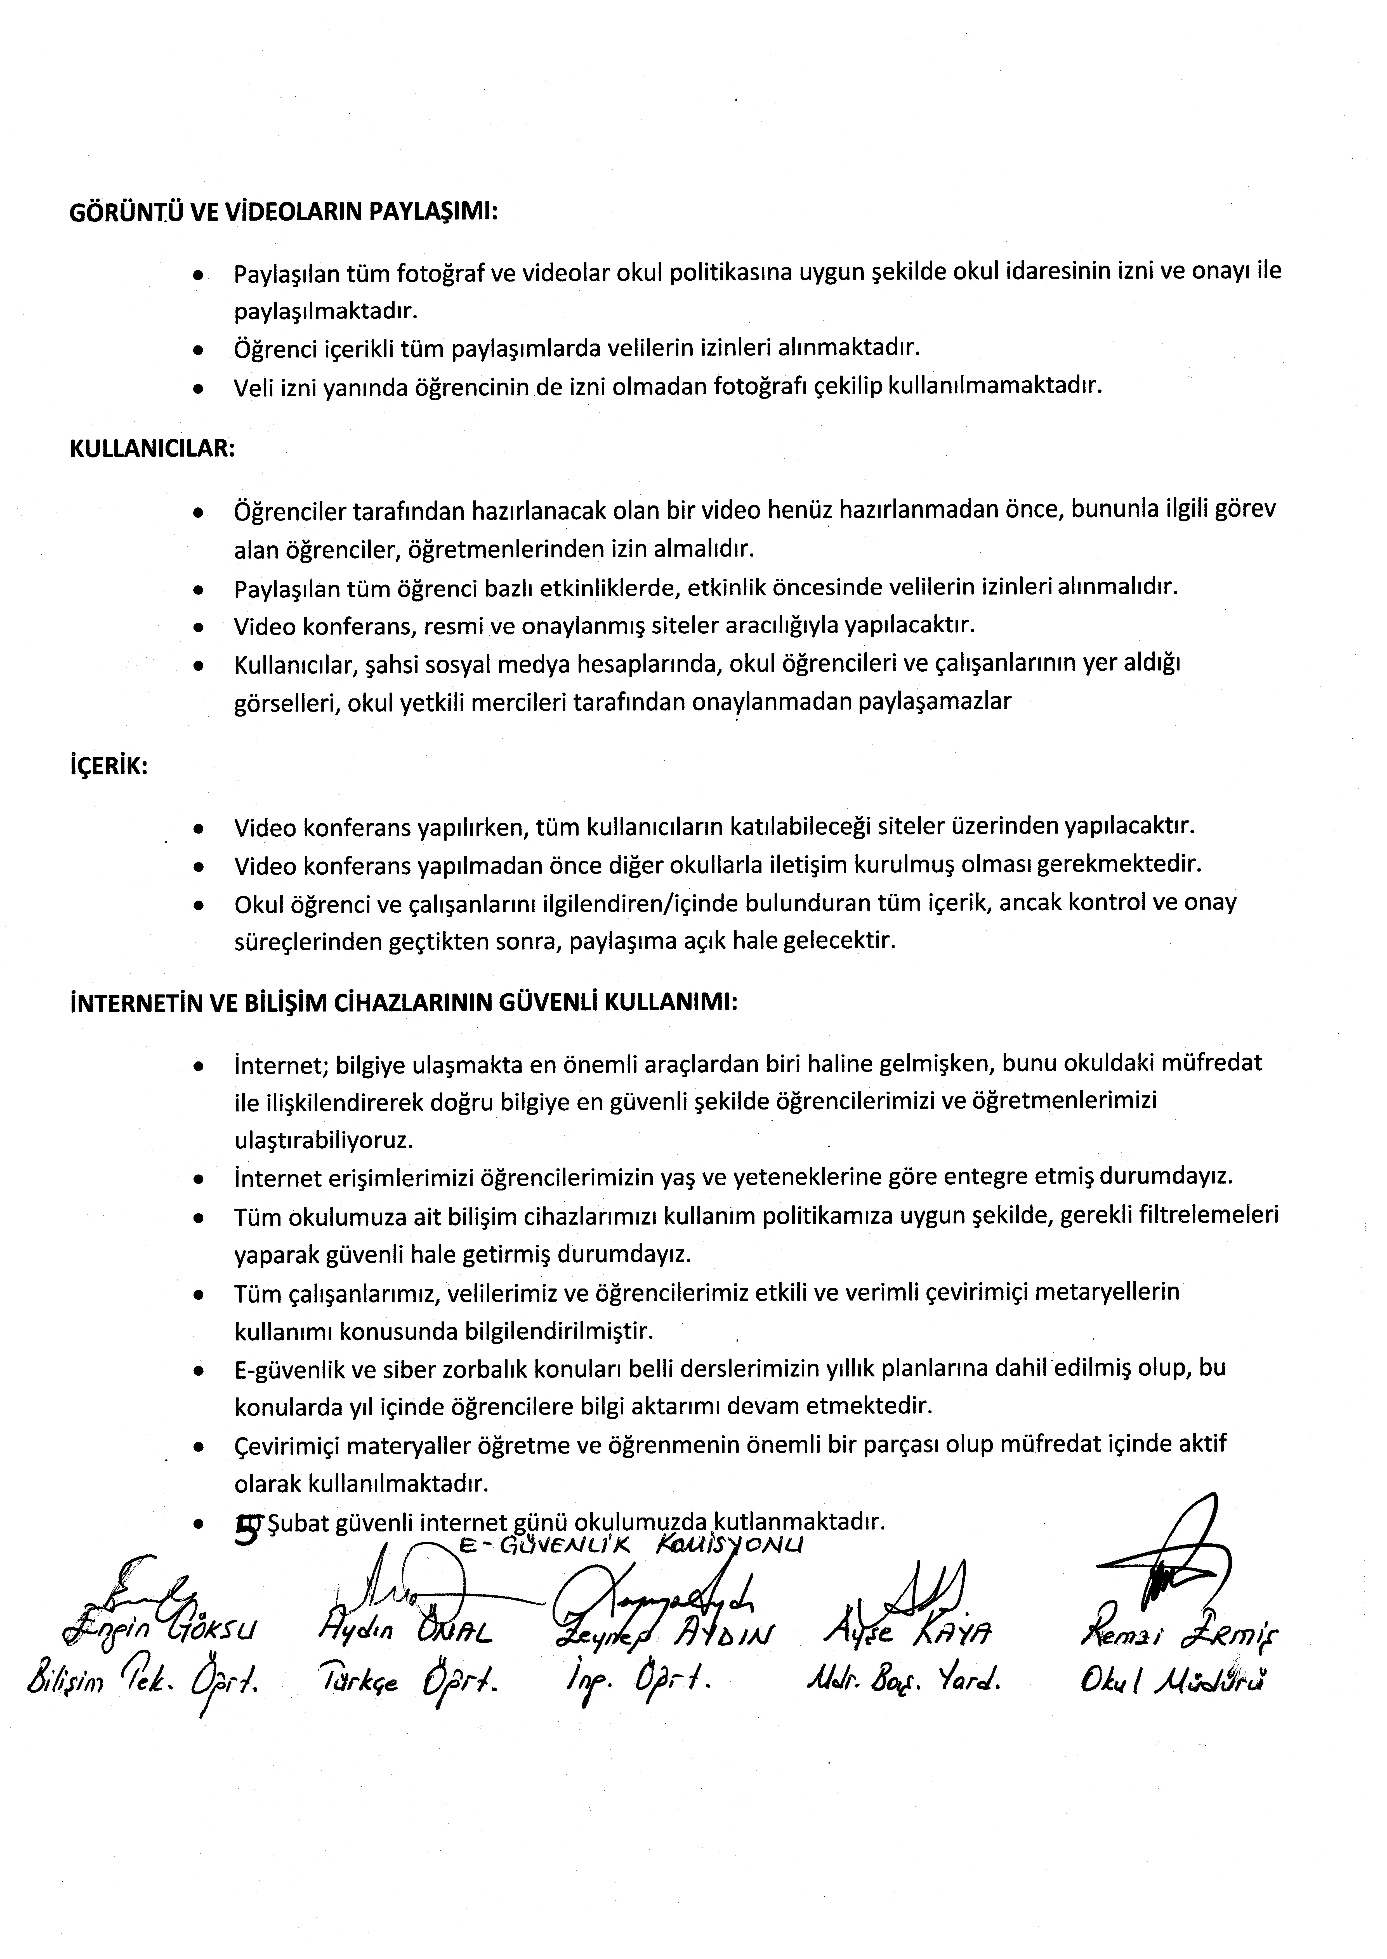 GÖRÜNTÜ VE VİDEOLARIN PAYLAŞIMI:
• Paylaşılan tüm fotoğraf ve videolar okul politikasına uygun şekilde okul idaresinin izni ve onayı ile
paylaşılmaktadır.
• Öğrenci içerikli tüm paylaşımlarda velilerin izinleri alınmaktadır.
• Veli izni yanında öğrencinin de izni olmadan fotoğrafı çekilip kullanılmamaktadır.
KULLANICILAR:
• Öğrenciler tarafından hazırlanacak olan bir video henüz hazırlanmadan önce, bununla ilgili görev
alan öğrenciler, öğretmenlerinden izin almalıdır.
• Paylaşılan tüm öğrenci bazlı etkinliklerde, etkinlik öncesinde velilerin izinleri alınmalıdır.
• Video konferans, resmi ve onaylanmış siteler aracılığıyla yapılacaktır.
• Kullanıcılar, şahsi sosyal medya hesaplarında, okul öğrencileri ve çalışanlarının yer aldığı
görselleri, okul yetkili mercileri tarafından onaylanmadan paylaşamazlar
İÇERİK:
• Video konferans yapılırken, tüm kullanıcıların katılabileceği siteler üzerinden yapılacaktır.
• Video konferans yapılmadan önce diğer okullarla iletişim kurulmuş olması gerekmektedir.
• Okul öğrenci ve çalışanlarını ilgilendiren/içinde bulunduran tüm içerik, ancak kontrol ve onay
süreçlerinden geçtikten sonra, paylaşıma açık hale gelecektir.
İNTERNETİN VE BİLİŞİM CİHAZLARININ GÜVENLİ KULLANIMI:
• İnternet; bilgiye ulaşmakta en önemli araçlardan biri haline gelmişken, bunu okuldaki müfredat
ile ilişkilendirerek doğru bilgiye en güvenli şekilde öğrencilerimizi ve öğretmenlerimizi
ulaştırabiliyoruz.
• İnternet erişimlerimizi öğrencilerimizin yaş ve yeteneklerine göre entegre etmiş durumdayız.
• Tüm okulumuza ait bilişim cihazlarımızı kullanım politikamıza uygun şekilde, gerekli filtrelemeleri
yaparak güvenli hale getirmiş durumdayız.
• Tüm çalışanlarımız, velilerimiz ve öğrencilerimiz etkili ve verimli çevirimiçi metaryellerin
kullanımı konusunda bilgilendirilmiştir.
• E-güvenlik ve siber zorbalık konuları belli derslerimizin yıllık planlarına dahil edilmiş olup, bu
konularda yıl içinde öğrencilere bilgi aktarımı devam etmektedir.
• Çevirimiçi materyaller öğretme ve öğrenmenin önemli bir parçası olup müfredat içinde aktif
olarak kullanılmaktadır.
• 5 Şubat güvenli internet günü okulumuzda kutlanmaktadır.
E-GÜVENLİK KOMİSYONU
Engin GÖKSU Aydın ÖNAL Zeynep AYDIN Ayşe KAYA Remzi ERMİŞ
Bilişim Tek. Öğrt. Türkçe Öğrt. İng. Öğrt. Mdr. Baş. Yard. Okul Müdürü